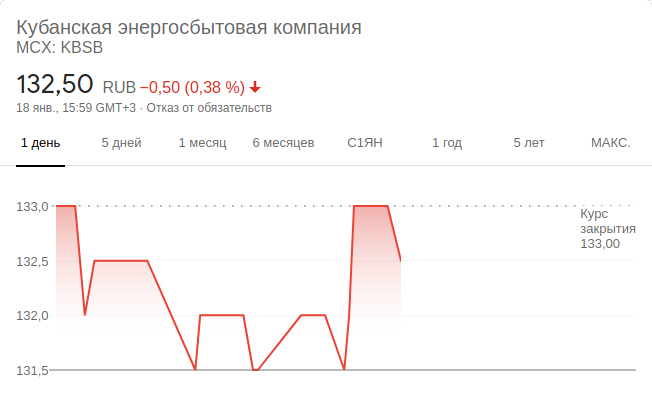 Кубанская энергосбытовая компания
MCX: KBSB
132,50 RUB −0,50 (0,38 %)
18 янв., 15:59 GMT+3 · Отказ от обязательств
1 день 5 дней 1 месяц 6 месяцев С1ЯН 1 год 5 лет МАКС.
133,0
Курс
закрытия
133,00
132,5
132,0
131,5